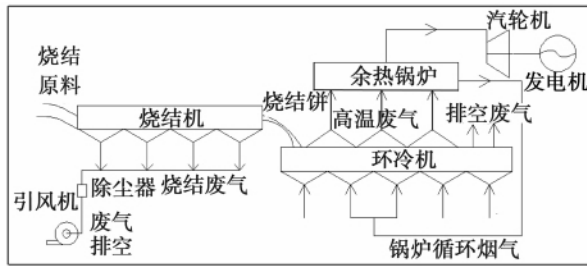 汽轮机
烧结
原料
余热锅炉
发电机
烧结饼
烧结机
高温废气
排空废气
环冷机
引风机
除尘器
烧结废气
废气
排空
锅炉循环烟气